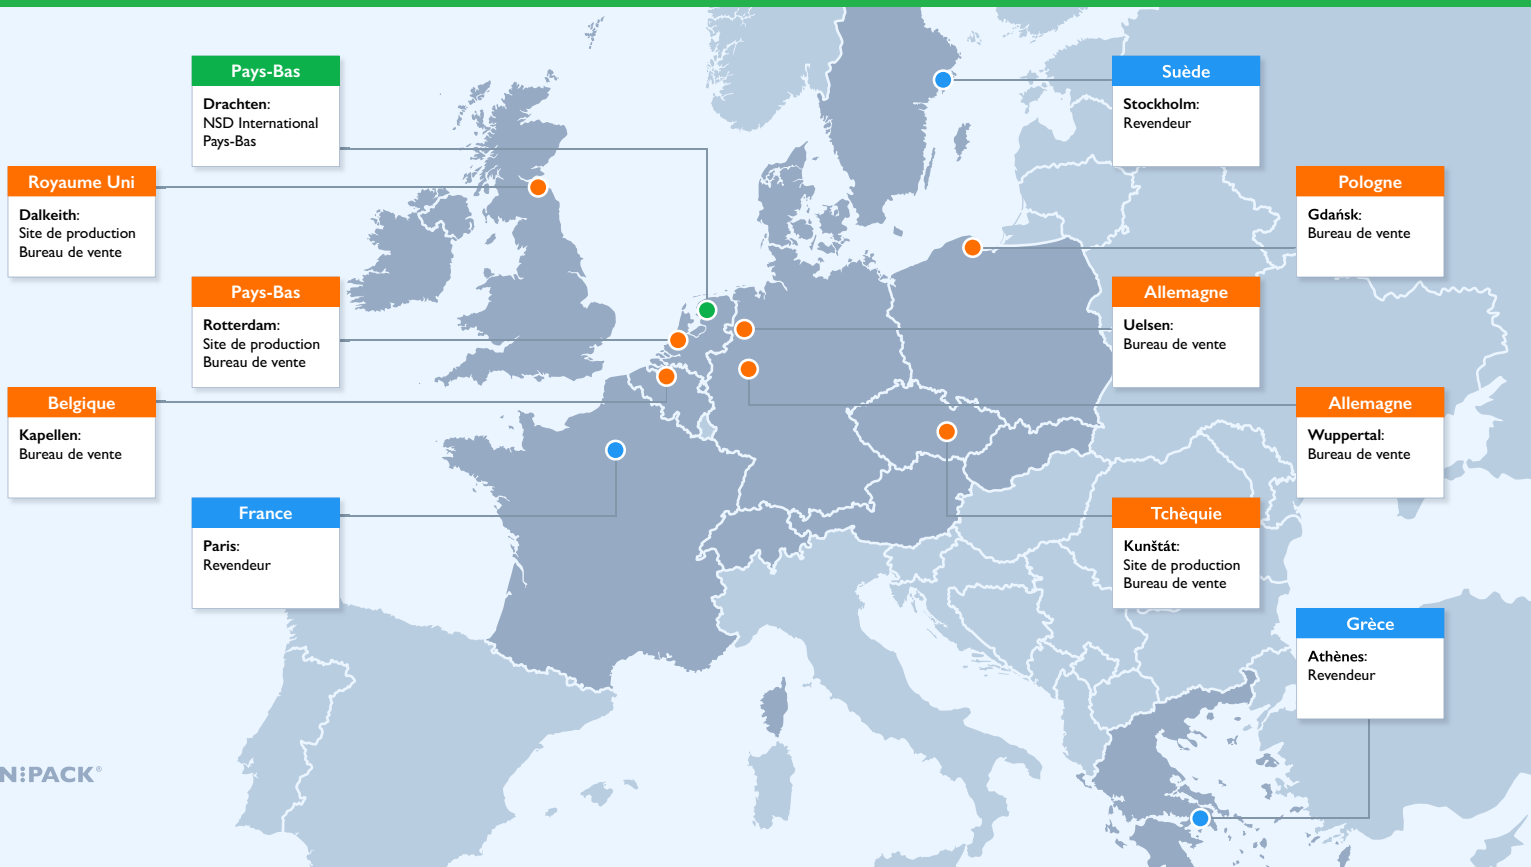 Pays-Bas
Drachten:
NSD International
Pays-Bas
Suède
Stockholm:
Revendeur
Royaume Uni
Dalkeith:
Site de production
Bureau de vente
Pologne
Gdańsk:
Bureau de vente
Pays-Bas
Rotterdam:
Site de production
Bureau de vente
Allemagne
Uelsen:
Bureau de vente
Belgique
Kapellen:
Bureau de vente
Allemagne
Wuppertal:
Bureau de vente
France
Paris:
Revendeur
Tchèquie
Kunštát:
Site de production
Bureau de vente
Grèce
Athènes:
Revendeur
N:PACK®